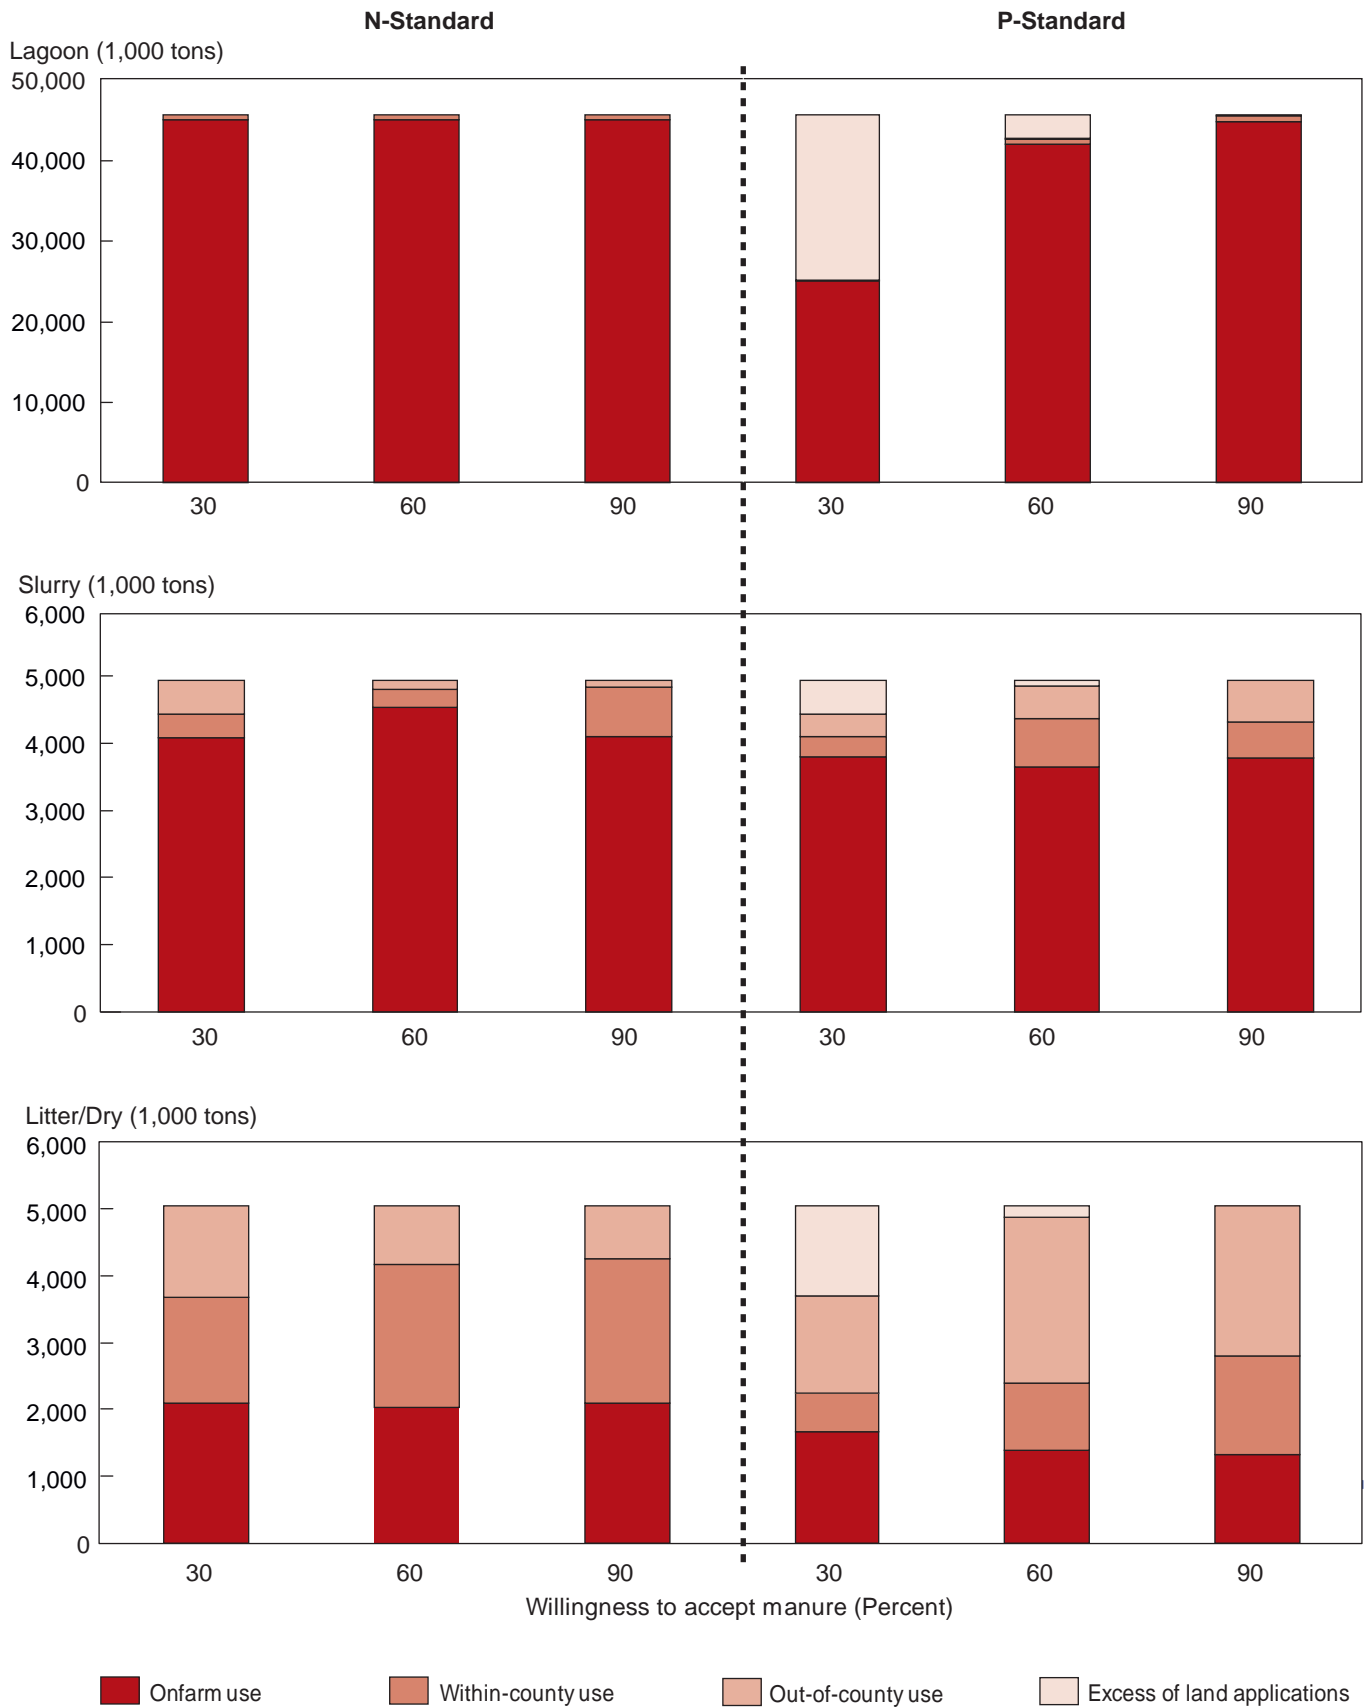 N-Standard P-Standard
Lagoon (1,000 tons)
50,000
40,000
30,000
20,000
10,000
0
30 60 90 30 60 90
Slurry (1,000 tons)
6,000
5,000
4,000
3,000
2,000
1,000
0
30 60 90 30 60 90
Litter/Dry (1,000 tons)
6,000
5,000
4,000
3,000
2,000
1,000
0
30 60 90 30 60 90
Willingness to accept manure (Percent)
Onfarm use Within-county use Out-of-county use Excess of land applications